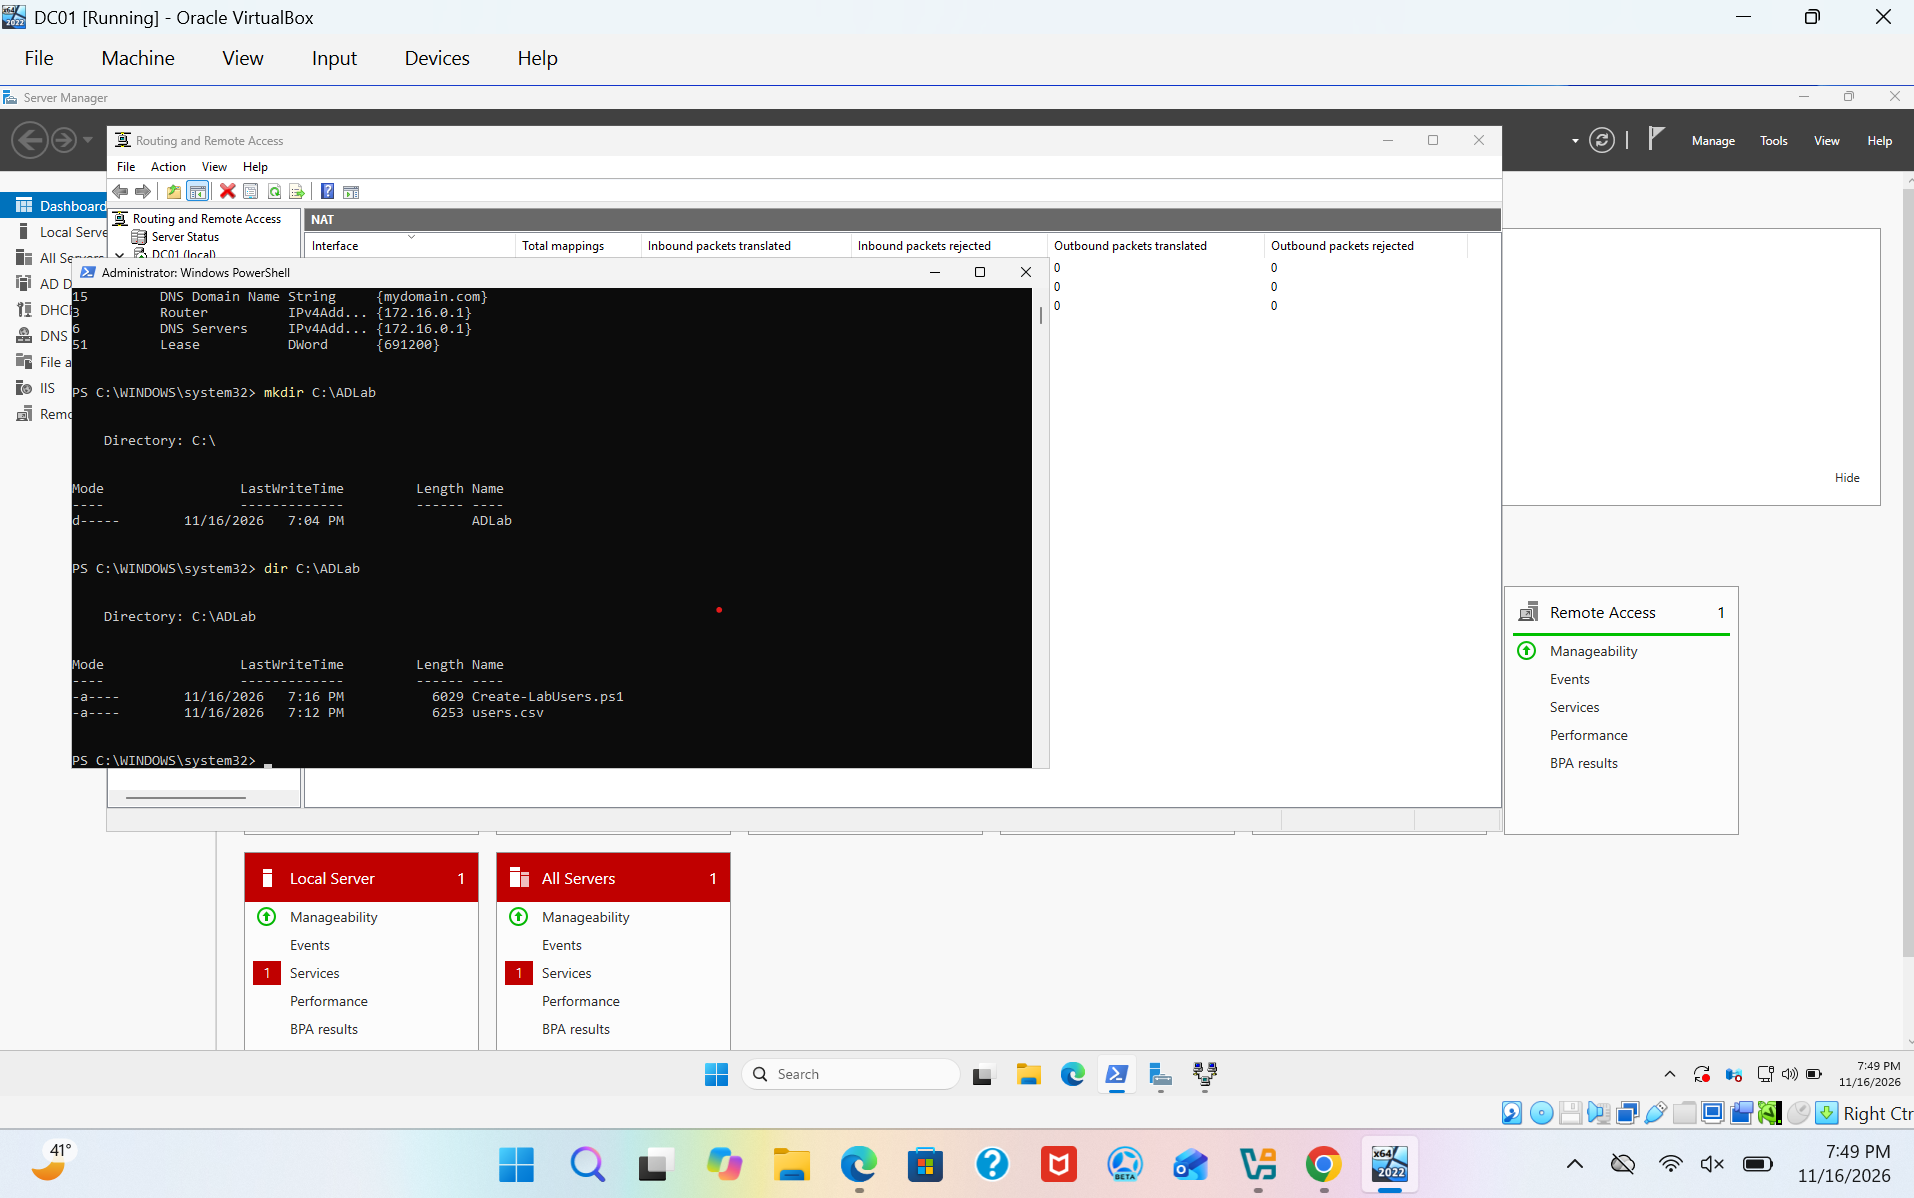 DC01 [Running] - Oracle VirtualBox
File Machine View Input Devices Help
Server Manager
Manage Tools View Help
Routing and Remote Access
File Action View Help
Dashboard
Local Serve
All Servers
AD D
DHC
DNS
File a
IIS
Remo
Routing and Remote Access
Server Status
DC01 (local)
NAT
Interface Total mappings Inbound packets translated Inbound packets rejected Outbound packets translated Outbound packets rejected
0 0
0 0
0 0
Administrator: Windows PowerShell
15 DNS Domain Name String {mydomain.com}
3 Router IPv4Add... {172.16.0.1}
6 DNS Servers IPv4Add... {172.16.0.1}
51 Lease DWord {691200}
PS C:\WINDOWS\system32> mkdir C:\ADLab
Directory: C:\
Mode LastWriteTime Length Name
---- ------------- ------ ----
d----- 11/16/2026 7:04 PM ADLab
PS C:\WINDOWS\system32> dir C:\ADLab
Directory: C:\ADLab
Mode LastWriteTime Length Name
---- ------------- ------ ----
-a---- 11/16/2026 7:16 PM 6029 Create-LabUsers.ps1
-a---- 11/16/2026 7:12 PM 6253 users.csv
PS C:\WINDOWS\system32> _
Hide
Remote Access 1
Manageability
Events
Services
Performance
BPA results
Local Server 1
Manageability
Events
1 Services
Performance
BPA results
All Servers 1
Manageability
Events
1 Services
Performance
BPA results
Search
7:49 PM
11/16/2026
Right Ctr
41°
x64
2022
BETA
7:49 PM
11/16/2026